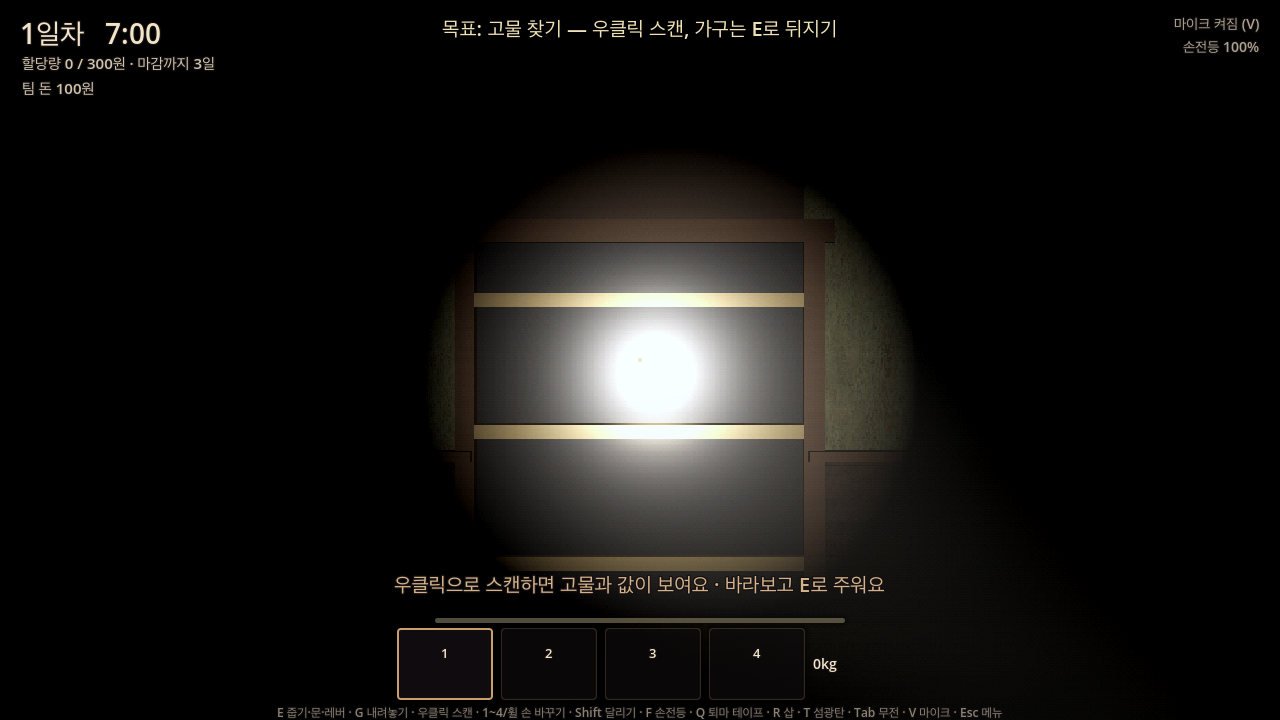 1일차 7:00
할당량 0 / 300원 · 마감까지 3일
팀 돈 100원
목표: 고물 찾기 — 우클릭 스캔, 가구는 E로 뒤지기
마이크 켜짐 (V)
손전등 100%
우클릭으로 스캔하면 고물과 값이 보여요 · 바라보고 E로 주워요
1
2
3
4
0kg
E 줍기·문·레버 · G 내려놓기 · 우클릭 스캔 · 1~4/휠 손 바꾸기 · Shift 달리기 · F 손전등 · Q 퇴마 테이프 · R 삽 · T 섬광탄 · Tab 무전 · V 마이크 · Esc 메뉴